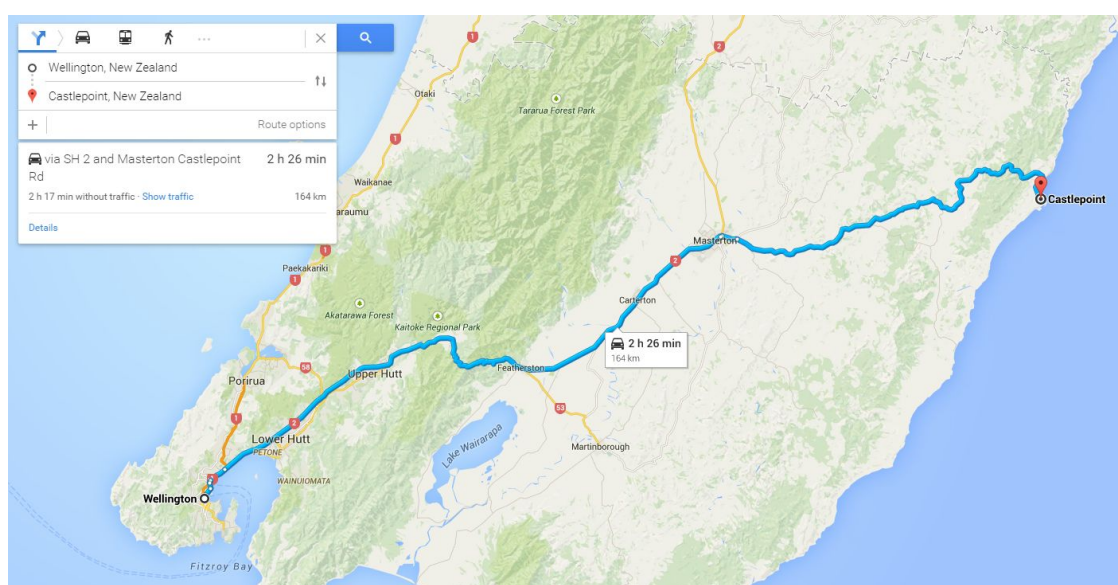 Wellington, New Zealand
Castlepoint, New Zealand
Route options
via SH 2 and Masterton Castlepoint Rd
2 h 26 min
2 h 17 min without traffic · Show traffic
164 km
Details
1
2
Otaki
Tararua Forest Park
1
Waikanae
araumu
1
Paekakariki
1
Castlepoint
Masterton
2
Carterton
Akatarawa Forest
Kaitoke Regional Park
2 h 26 min
164 km
58
Upper Hutt
Featherston
Porirua
1
2
53
Lower Hutt
PETONE
Martinborough
Lake Wairarapa
WAINUIOMATA
Wellington
Fitzroy Bay